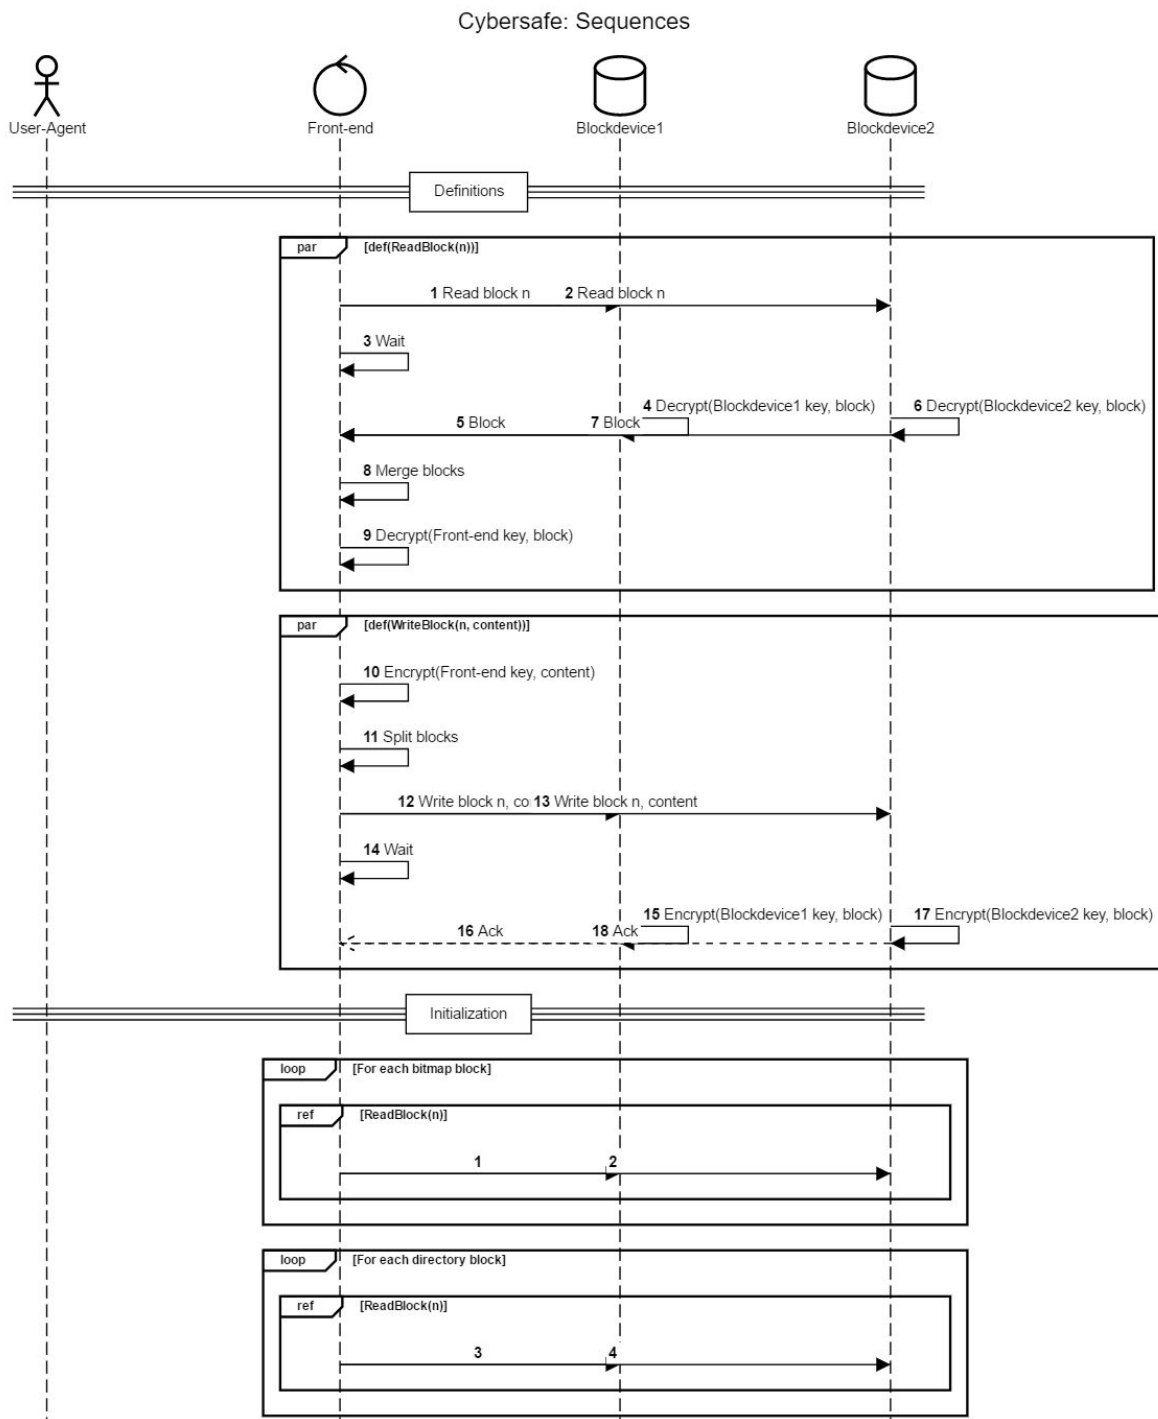 Cybersafe: Sequences
User-Agent
Front-end
Blockdevice1
Blockdevice2
Definitions
par [def(ReadBlock(n))]
1 Read block n
2 Read block n
3 Wait
4 Decrypt(Blockdevice1 key, block)
6 Decrypt(Blockdevice2 key, block)
5 Block
7 Block
8 Merge blocks
9 Decrypt(Front-end key, block)
par [def(WriteBlock(n, content))]
10 Encrypt(Front-end key, content)
11 Split blocks
12 Write block n, co
13 Write block n, content
14 Wait
15 Encrypt(Blockdevice1 key, block)
17 Encrypt(Blockdevice2 key, block)
16 Ack
18 Ack
Initialization
loop [For each bitmap block]
ref [ReadBlock(n)]
1
2
loop [For each directory block]
ref [ReadBlock(n)]
3
4